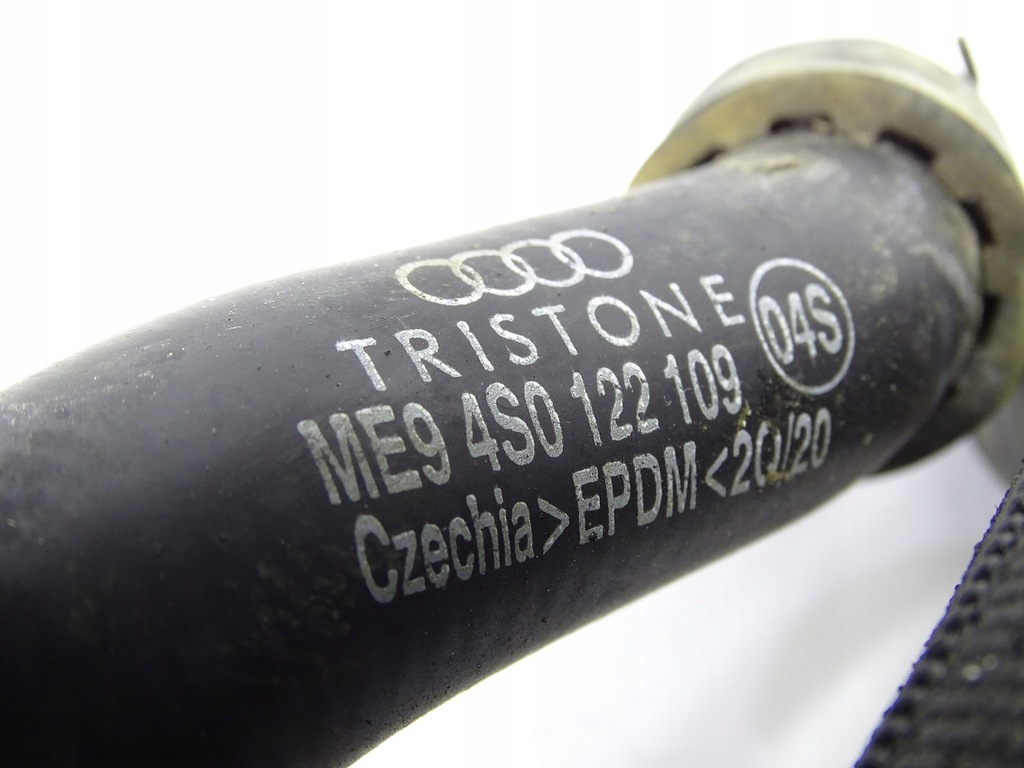 TRISTONE 04S
ME9 4S0 122 109
Czechia >EPDM< 20/20